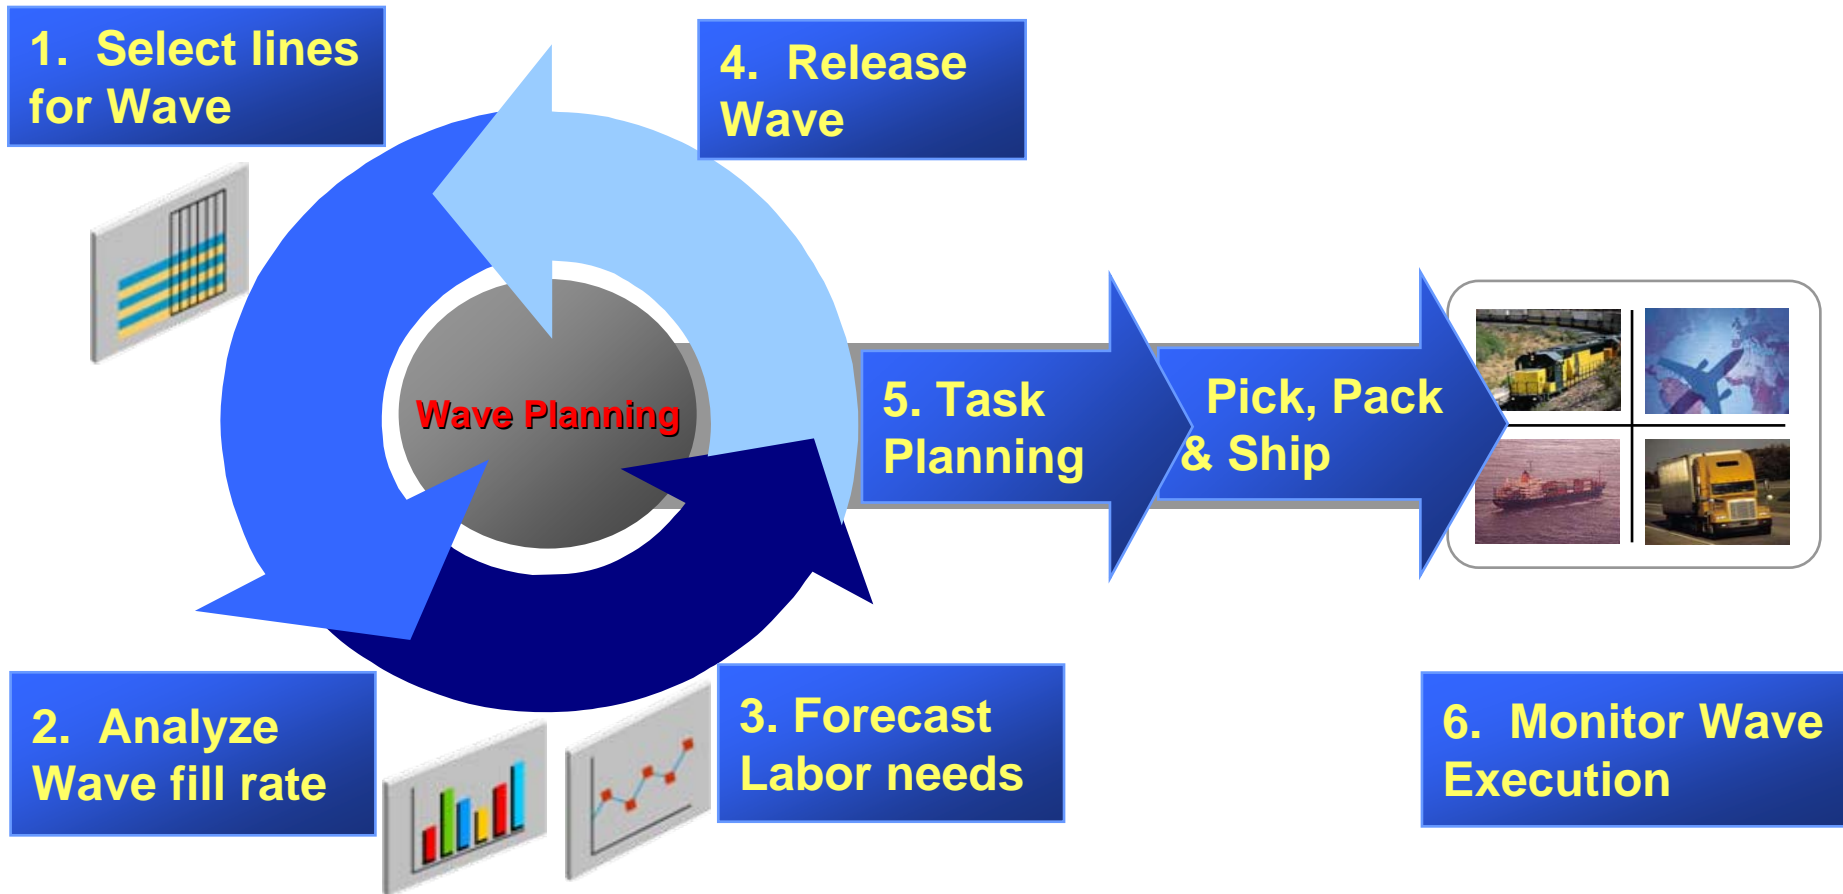 1. Select lines
for Wave
4. Release
Wave
Wave Planning
5. Task
Planning
Pick, Pack
& Ship
2. Analyze
Wave fill rate
3. Forecast
Labor needs
6. Monitor Wave
Execution